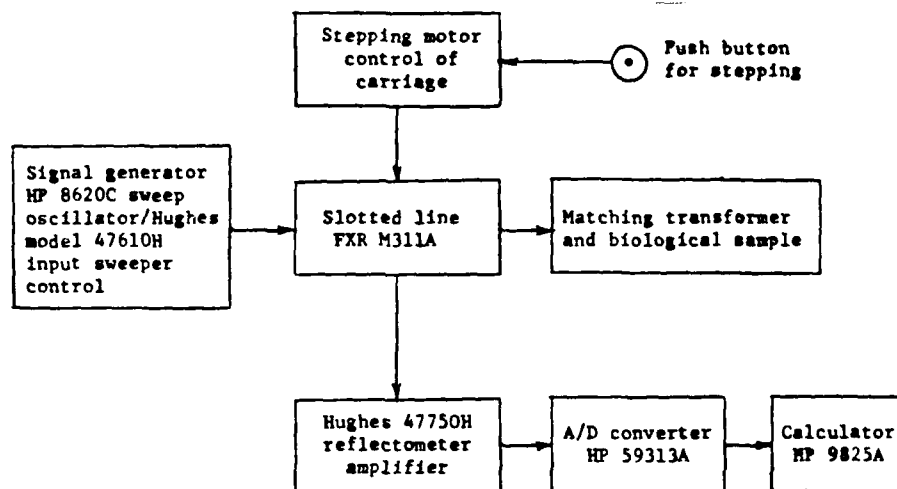 Stepping motor
control of
carriage
Push button
for stepping
Signal generator
HP 8620C sweep
oscillator/Hughes
model 47610H
input sweeper
control
Slotted line
FXR M311A
Matching transformer
and biological sample
Hughes 47750H
reflectometer
amplifier
A/D converter
HP 59313A
Calculator
HP 9825A